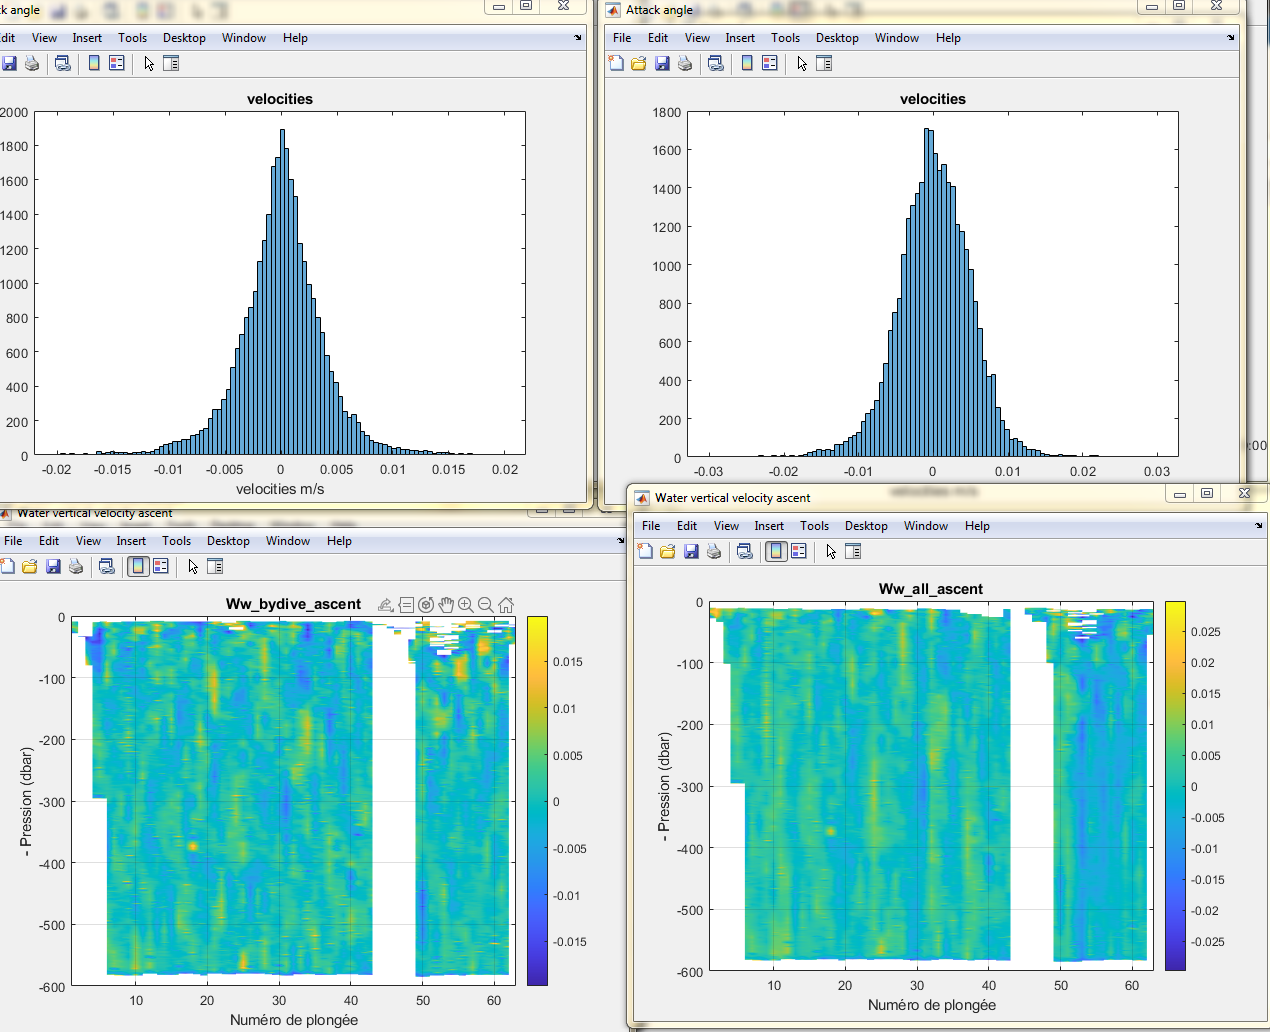 k angle
Edit View Insert Tools Desktop Window Help
velocities
2000
1800
1600
1400
1200
1000
800
600
400
200
0
-0.02 -0.015 -0.01 -0.005 0 0.005 0.01 0.015 0.02
velocities m/s
Attack angle
File Edit View Insert Tools Desktop Window Help
velocities
1800
1600
1400
1200
1000
800
600
400
200
0
-0.03 -0.02 -0.01 0 0.01 0.02 0.03
velocities m/s
:00
Water vertical velocity ascent
File Edit View Insert Tools Desktop Window Help
Ww_bydive_ascent
0
-100
-200
-300
-400
-500
-600
- Pression (dbar)
10 20 30 40 50 60
Numéro de plongée
0.015
0.01
0.005
0
-0.005
-0.01
-0.015
Water vertical velocity ascent
File Edit View Insert Tools Desktop Window Help
Ww_all_ascent
0
-100
-200
-300
-400
-500
-600
- Pression (dbar)
10 20 30 40 50 60
Numéro de plongée
0.025
0.02
0.015
0.01
0.005
0
-0.005
-0.01
-0.015
-0.02
-0.025